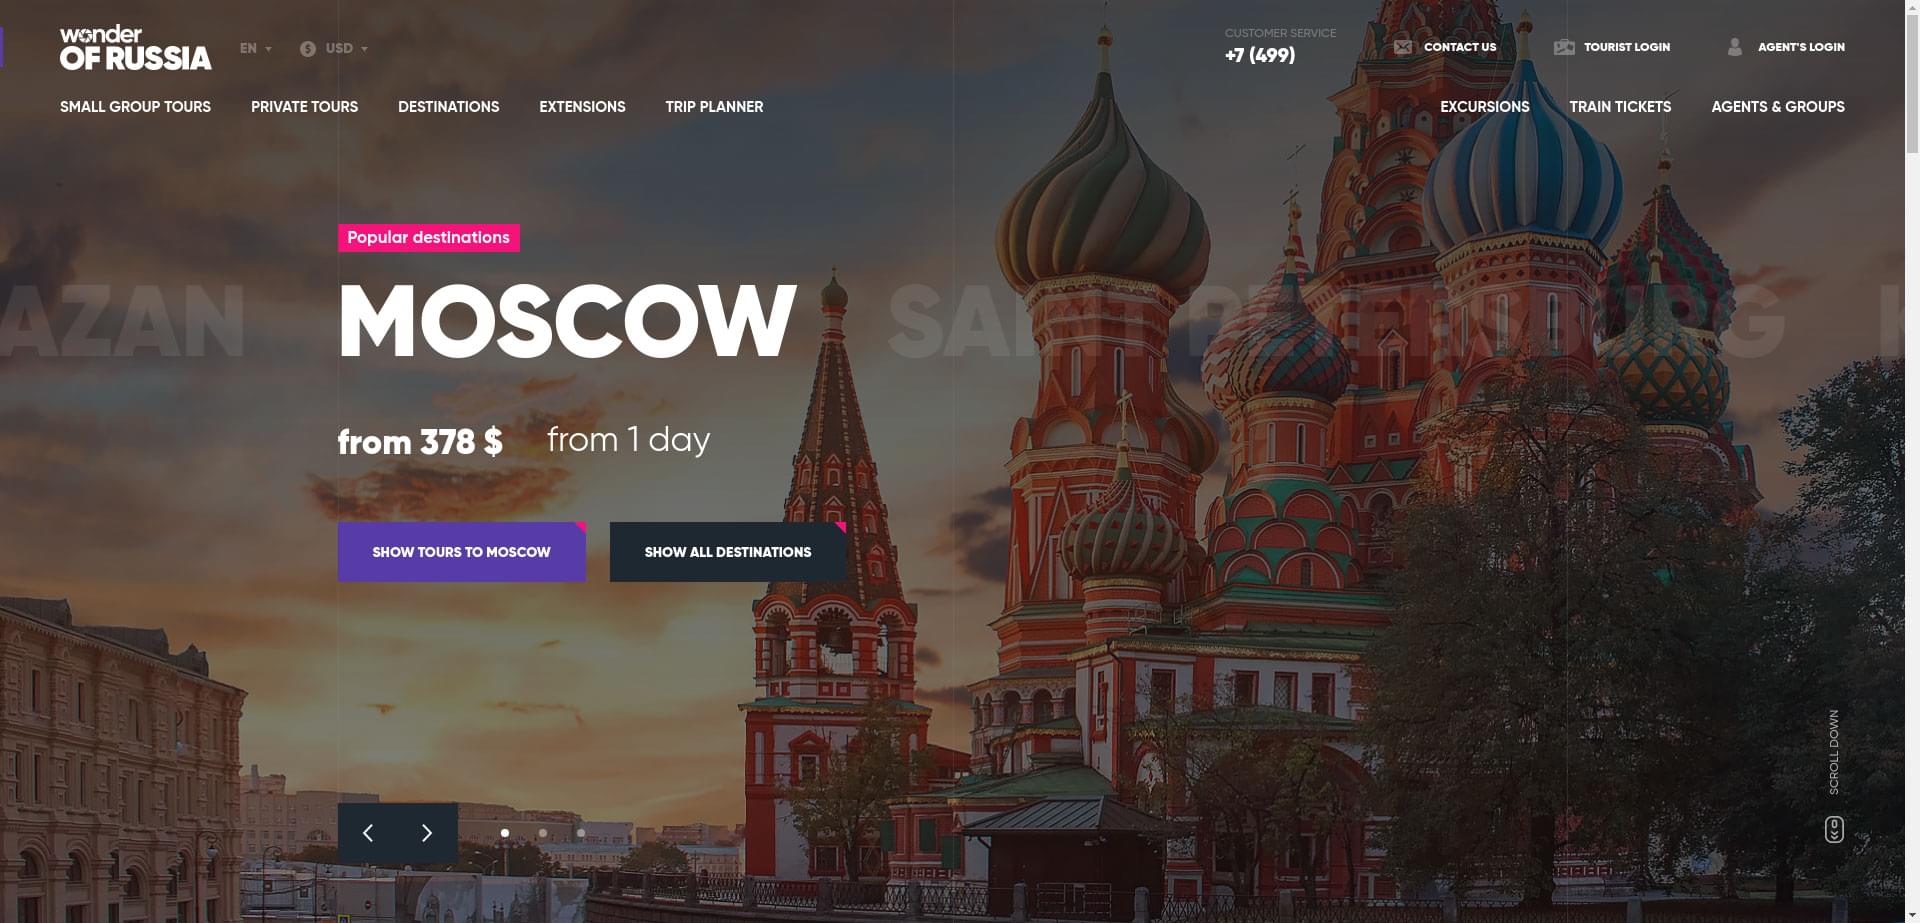 wonder
OF RUSSIA
EN
USD
CUSTOMER SERVICE
+7 (499)
CONTACT US
TOURIST LOGIN
AGENT'S LOGIN
SMALL GROUP TOURS
PRIVATE TOURS
DESTINATIONS
EXTENSIONS
TRIP PLANNER
EXCURSIONS
TRAIN TICKETS
AGENTS & GROUPS
Popular destinations
AZAN
MOSCOW
SAINT PETERSBURG
K
from 378 $
from 1 day
SHOW TOURS TO MOSCOW
SHOW ALL DESTINATIONS
SCROLL DOWN